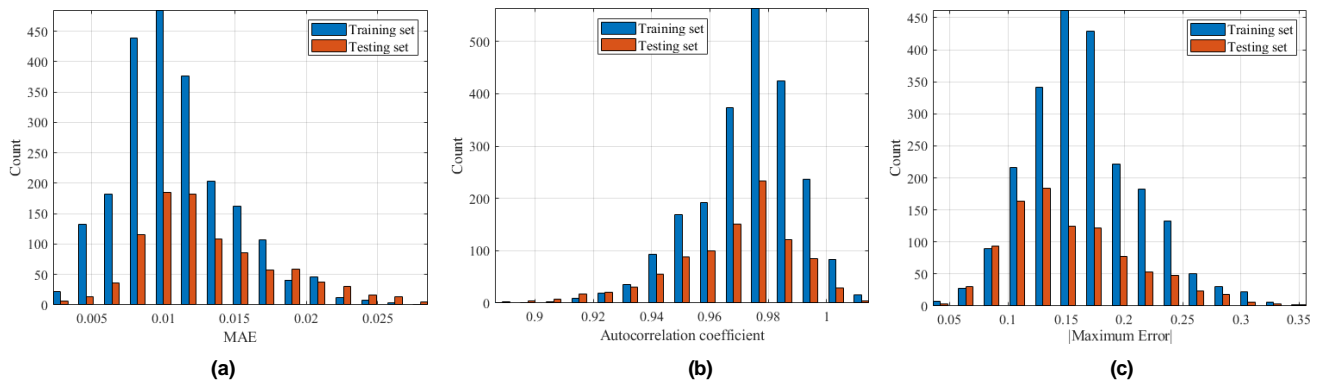 450
400
350
300
250
200
150
100
50
0
Count
0.005
0.01
0.015
0.02
0.025
MAE
Training set
Testing set
(a)
500
400
300
200
100
0
Count
0.9
0.92
0.94
0.96
0.98
1
Autocorrelation coefficient
Training set
Testing set
(b)
450
400
350
300
250
200
150
100
50
0
Count
0.05
0.1
0.15
0.2
0.25
0.3
0.35
|Maximum Error|
Training set
Testing set
(c)